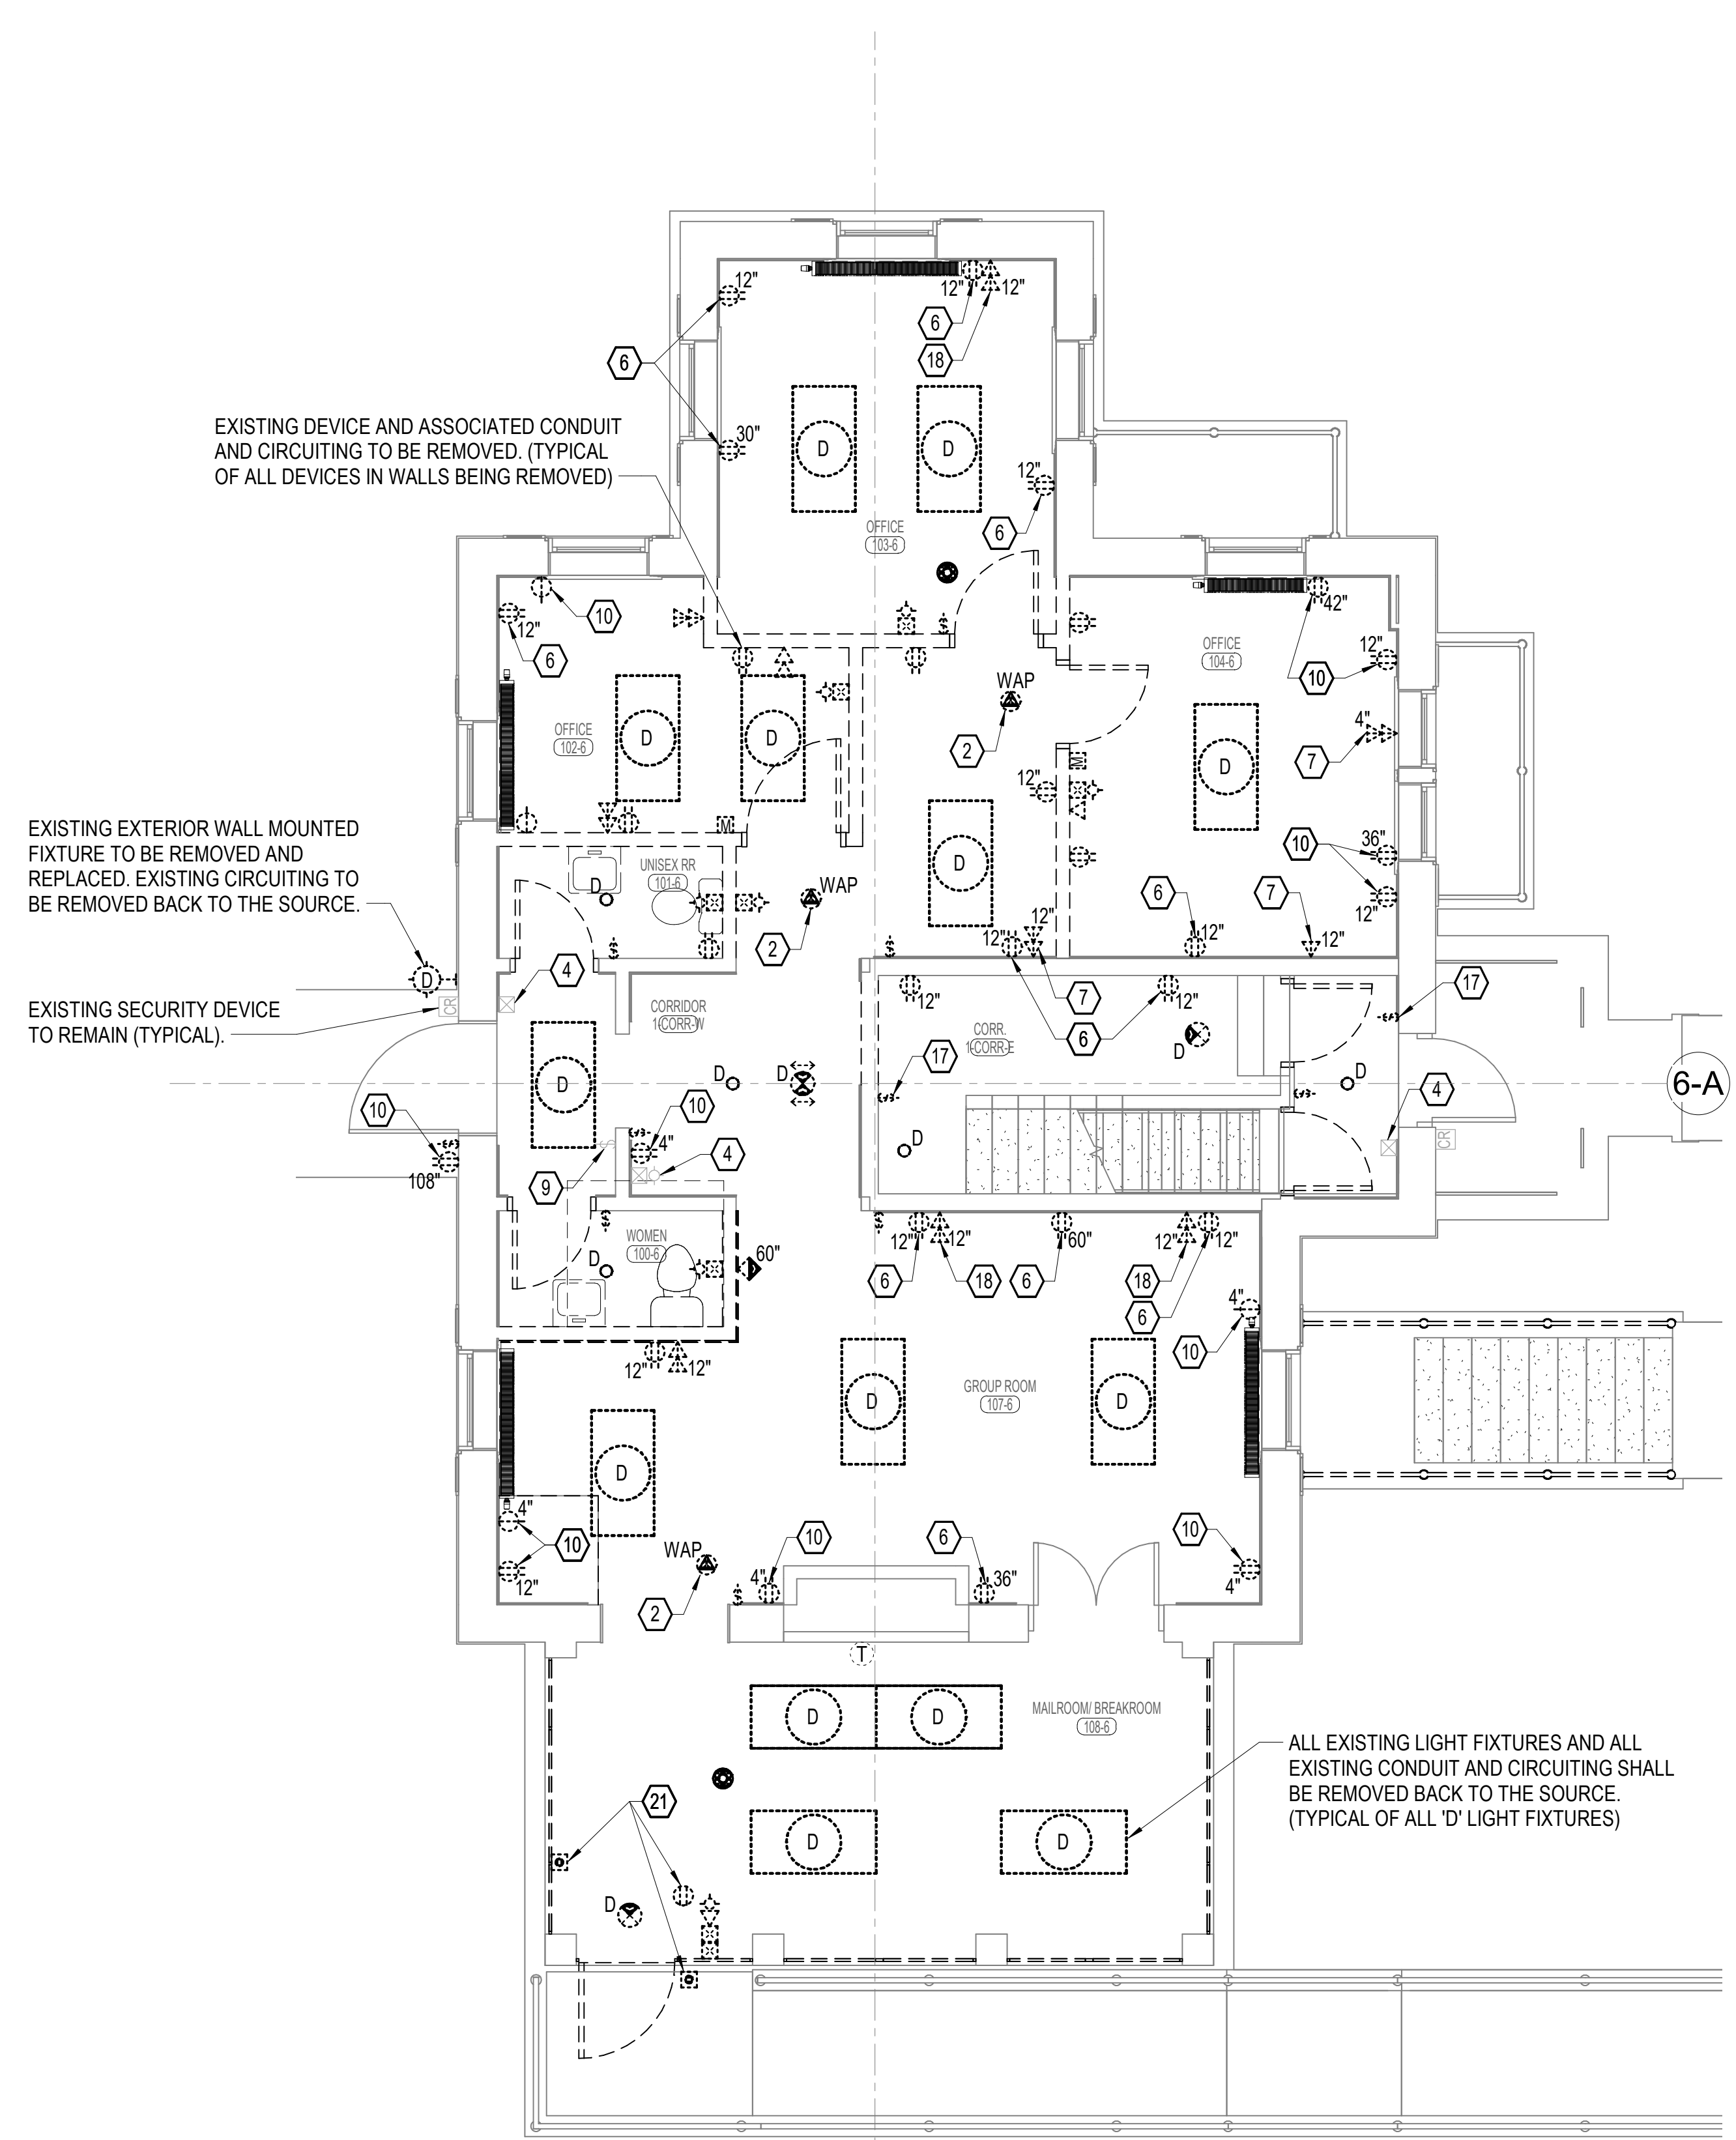 12"
12"
12"
6
18
6
30"
EXISTING DEVICE AND ASSOCIATED CONDUIT
AND CIRCUITING TO BE REMOVED. (TYPICAL
OF ALL DEVICES IN WALLS BEING REMOVED)
D
D
12"
6
OFFICE
103-6
10
12"
6
42"
OFFICE
104-6
12"
10
WAP
2
OFFICE
102-6
D
D
D
4"
7
M
12"
M
EXISTING EXTERIOR WALL MOUNTED
FIXTURE TO BE REMOVED AND
REPLACED. EXISTING CIRCUITING TO
BE REMOVED BACK TO THE SOURCE.
36"
10
12"
UNISEX RR
101-6
D
D
WAP
2
6
7
12"
12"
12"
12"
D
4
CR
EXISTING SECURITY DEVICE
TO REMAIN (TYPICAL).
CORRIDOR
1-CORR-W
12"
7
12"
6
17
CORR.
1-CORR-E
D
17
D
D
D
D
4
6-A
10
108"
10
4"
4
9
D
CR
WOMEN
100-6
D
60"
12"
12"
60"
12"
12"
6
18
6
18
6
4"
10
12"
12"
D
D
GROUP ROOM
107-6
D
4"
10
12"
WAP
2
10
4"
6
36"
10
4"
T
D
D
MAILROOM/ BREAKROOM
108-6
ALL EXISTING LIGHT FIXTURES AND ALL
EXISTING CONDUIT AND CIRCUITING SHALL
BE REMOVED BACK TO THE SOURCE.
(TYPICAL OF ALL 'D' LIGHT FIXTURES)
21
D
D
D